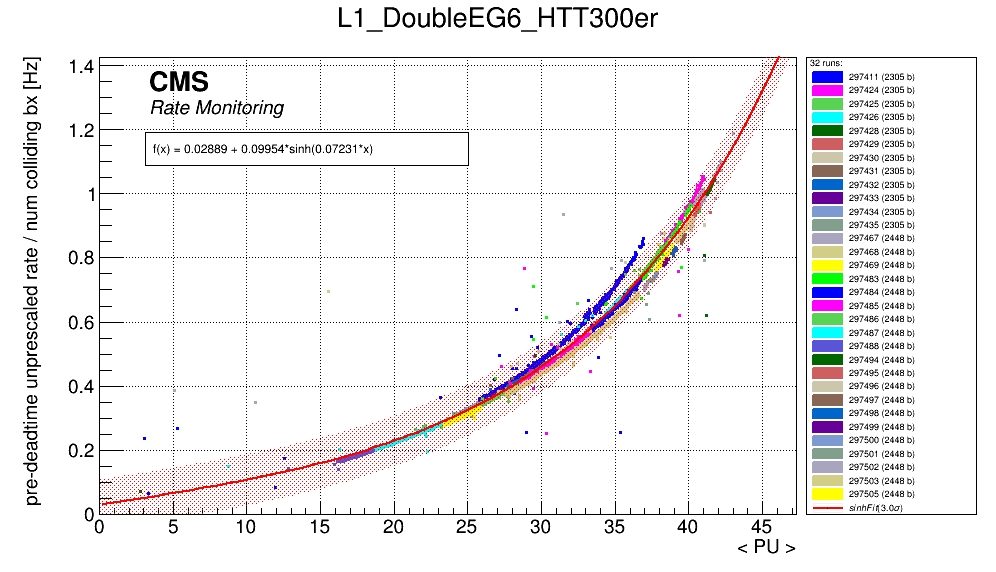 L1_DoubleEG6_HTT300er
pre-deadtime unprescaled rate / num colliding bx [Hz]
CMS
Rate Monitoring
f(x) = 0.02889 + 0.09954*sinh(0.07231*x)
1.4
1.2
1
0.8
0.6
0.4
0.2
0
0 5 10 15 20 25 30 35 40 45
< PU >
32 runs:
297411 (2305 b)
297424 (2305 b)
297425 (2305 b)
297426 (2305 b)
297428 (2305 b)
297429 (2305 b)
297430 (2305 b)
297431 (2305 b)
297432 (2305 b)
297433 (2305 b)
297434 (2305 b)
297435 (2305 b)
297467 (2448 b)
297468 (2448 b)
297469 (2448 b)
297483 (2448 b)
297484 (2448 b)
297485 (2448 b)
297486 (2448 b)
297487 (2448 b)
297488 (2448 b)
297494 (2448 b)
297495 (2448 b)
297496 (2448 b)
297497 (2448 b)
297498 (2448 b)
297499 (2448 b)
297500 (2448 b)
297501 (2448 b)
297502 (2448 b)
297503 (2448 b)
297505 (2448 b)
sinhFit(3.0σ)